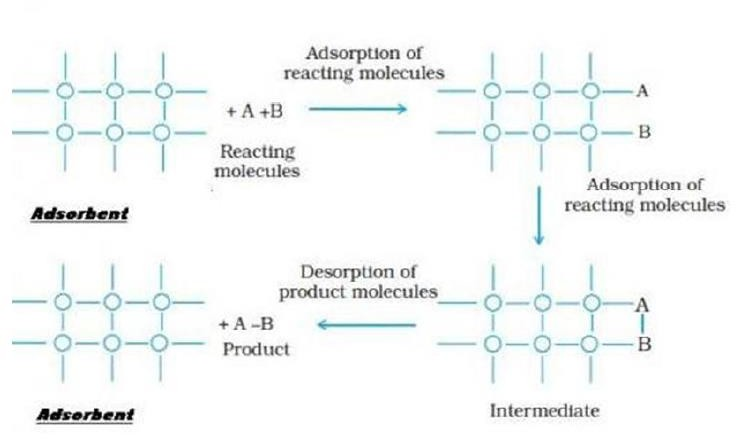 Adsorption of
reacting molecules
+ A +B
Reacting
molecules
Adsorbent
A
B
Adsorption of
reacting molecules
Desorption of
product molecules
+ A –B
Product
Adsorbent
A
B
Intermediate